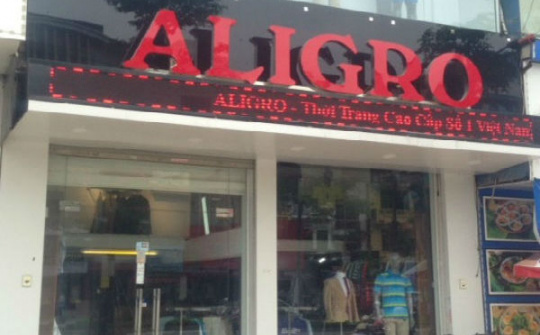 ALIGRO
ALIGRO - Thời Trang Cao Cấp Số 1 Việt Nam